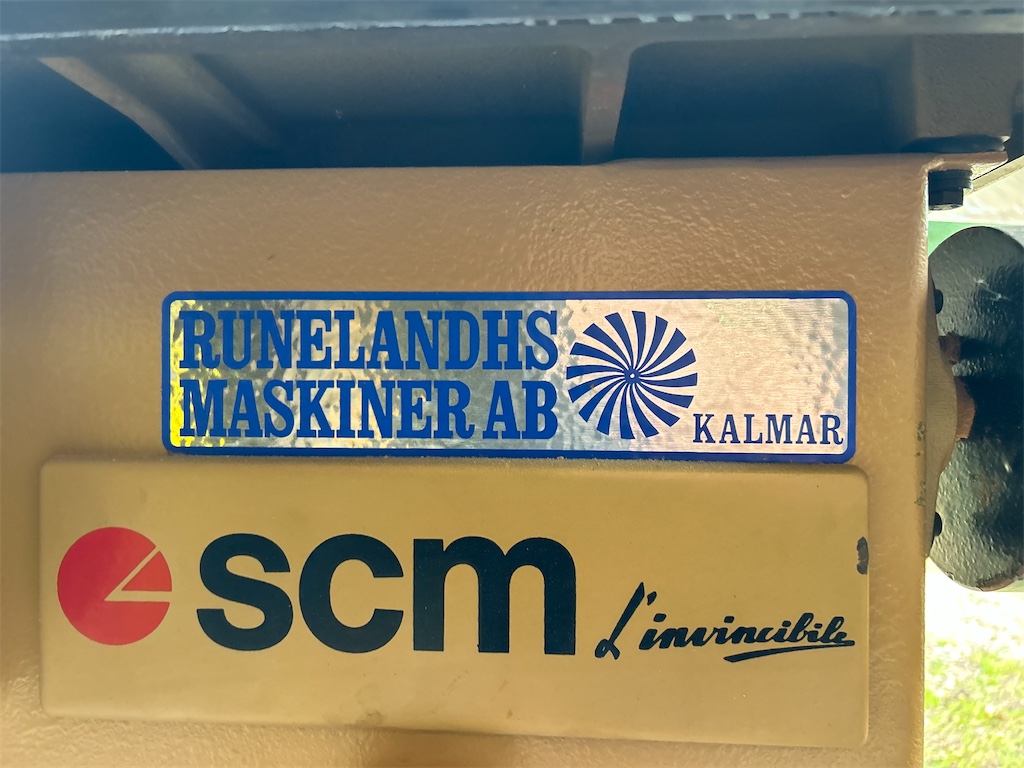 RUNELANDHS
MASKINER AB
KALMAR
scm
L'invincibile